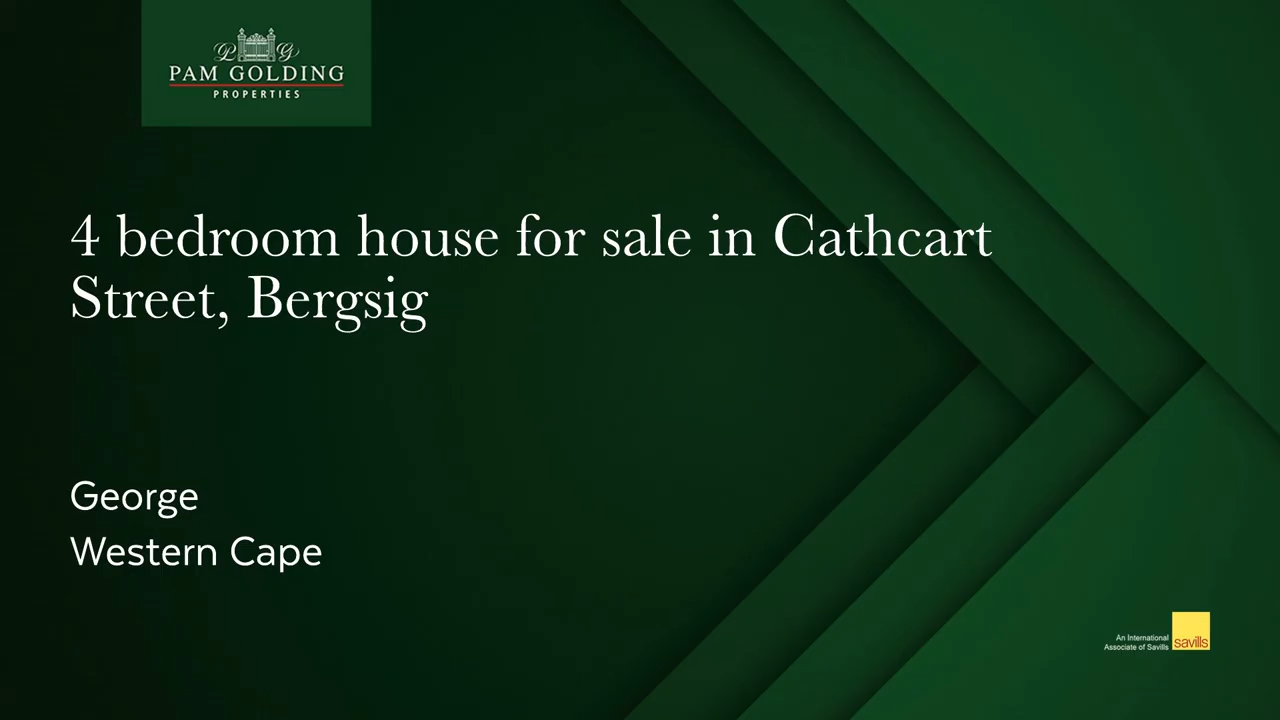 P G
PAM GOLDING
PROPERTIES
4 bedroom house for sale in Cathcart
Street, Bergsig
George
Western Cape
An International
Associate of Savills
savills